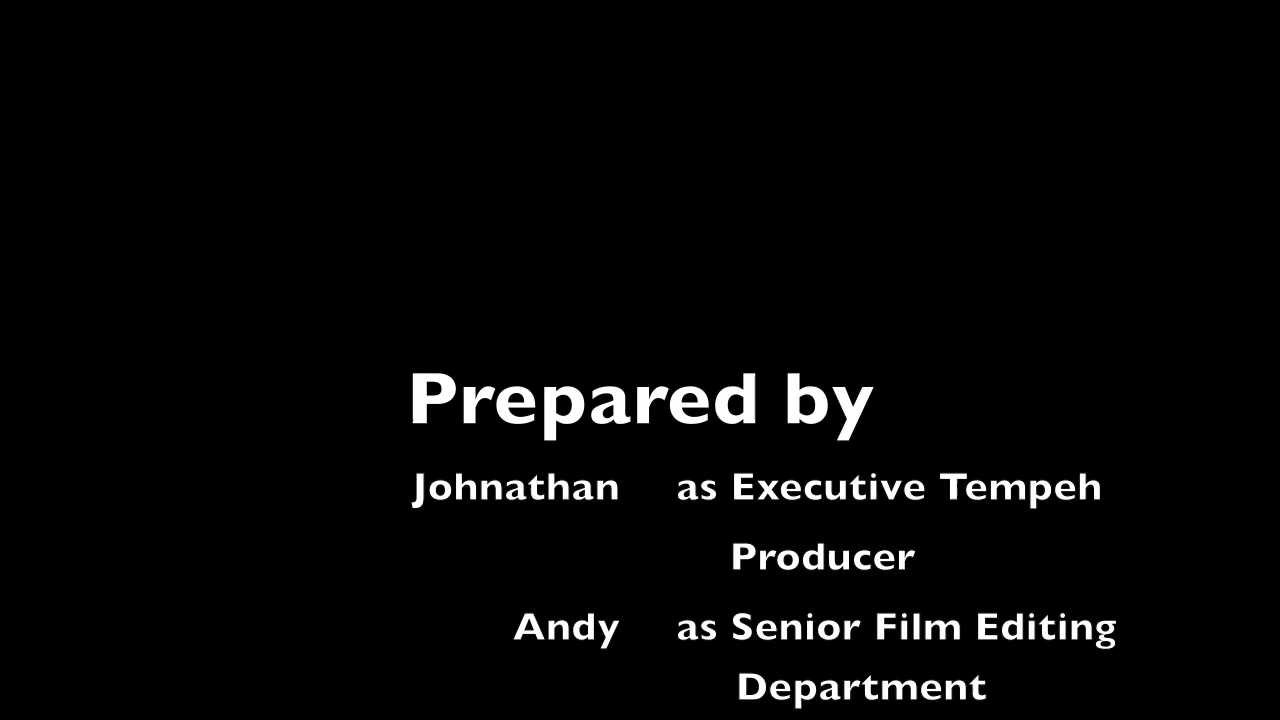 Prepared by
Johnathan as Executive Tempeh
Producer
Andy as Senior Film Editing
Department